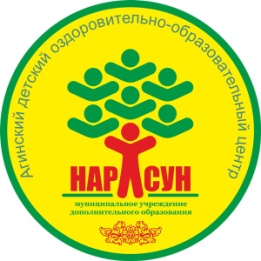 Агинский детский оздоровительно-образовательный центр
НАРАСУН
муниципальное учреждение
дополнительного образования